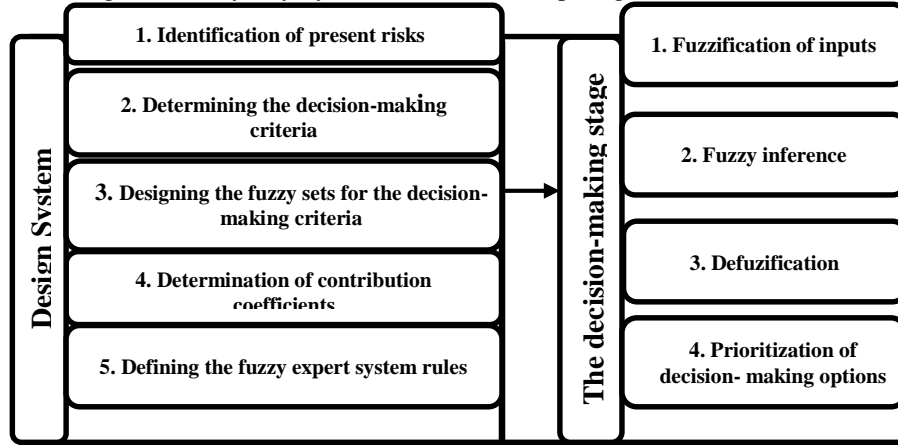 Design System
1. Identification of present risks
2. Determining the decision-making
criteria
3. Designing the fuzzy sets for the decision-
making criteria
4. Determination of contribution
coefficients
5. Defining the fuzzy expert system rules
The decision-making stage
1. Fuzzification of inputs
2. Fuzzy inference
3. Defuzification
4. Prioritization of
decision- making options